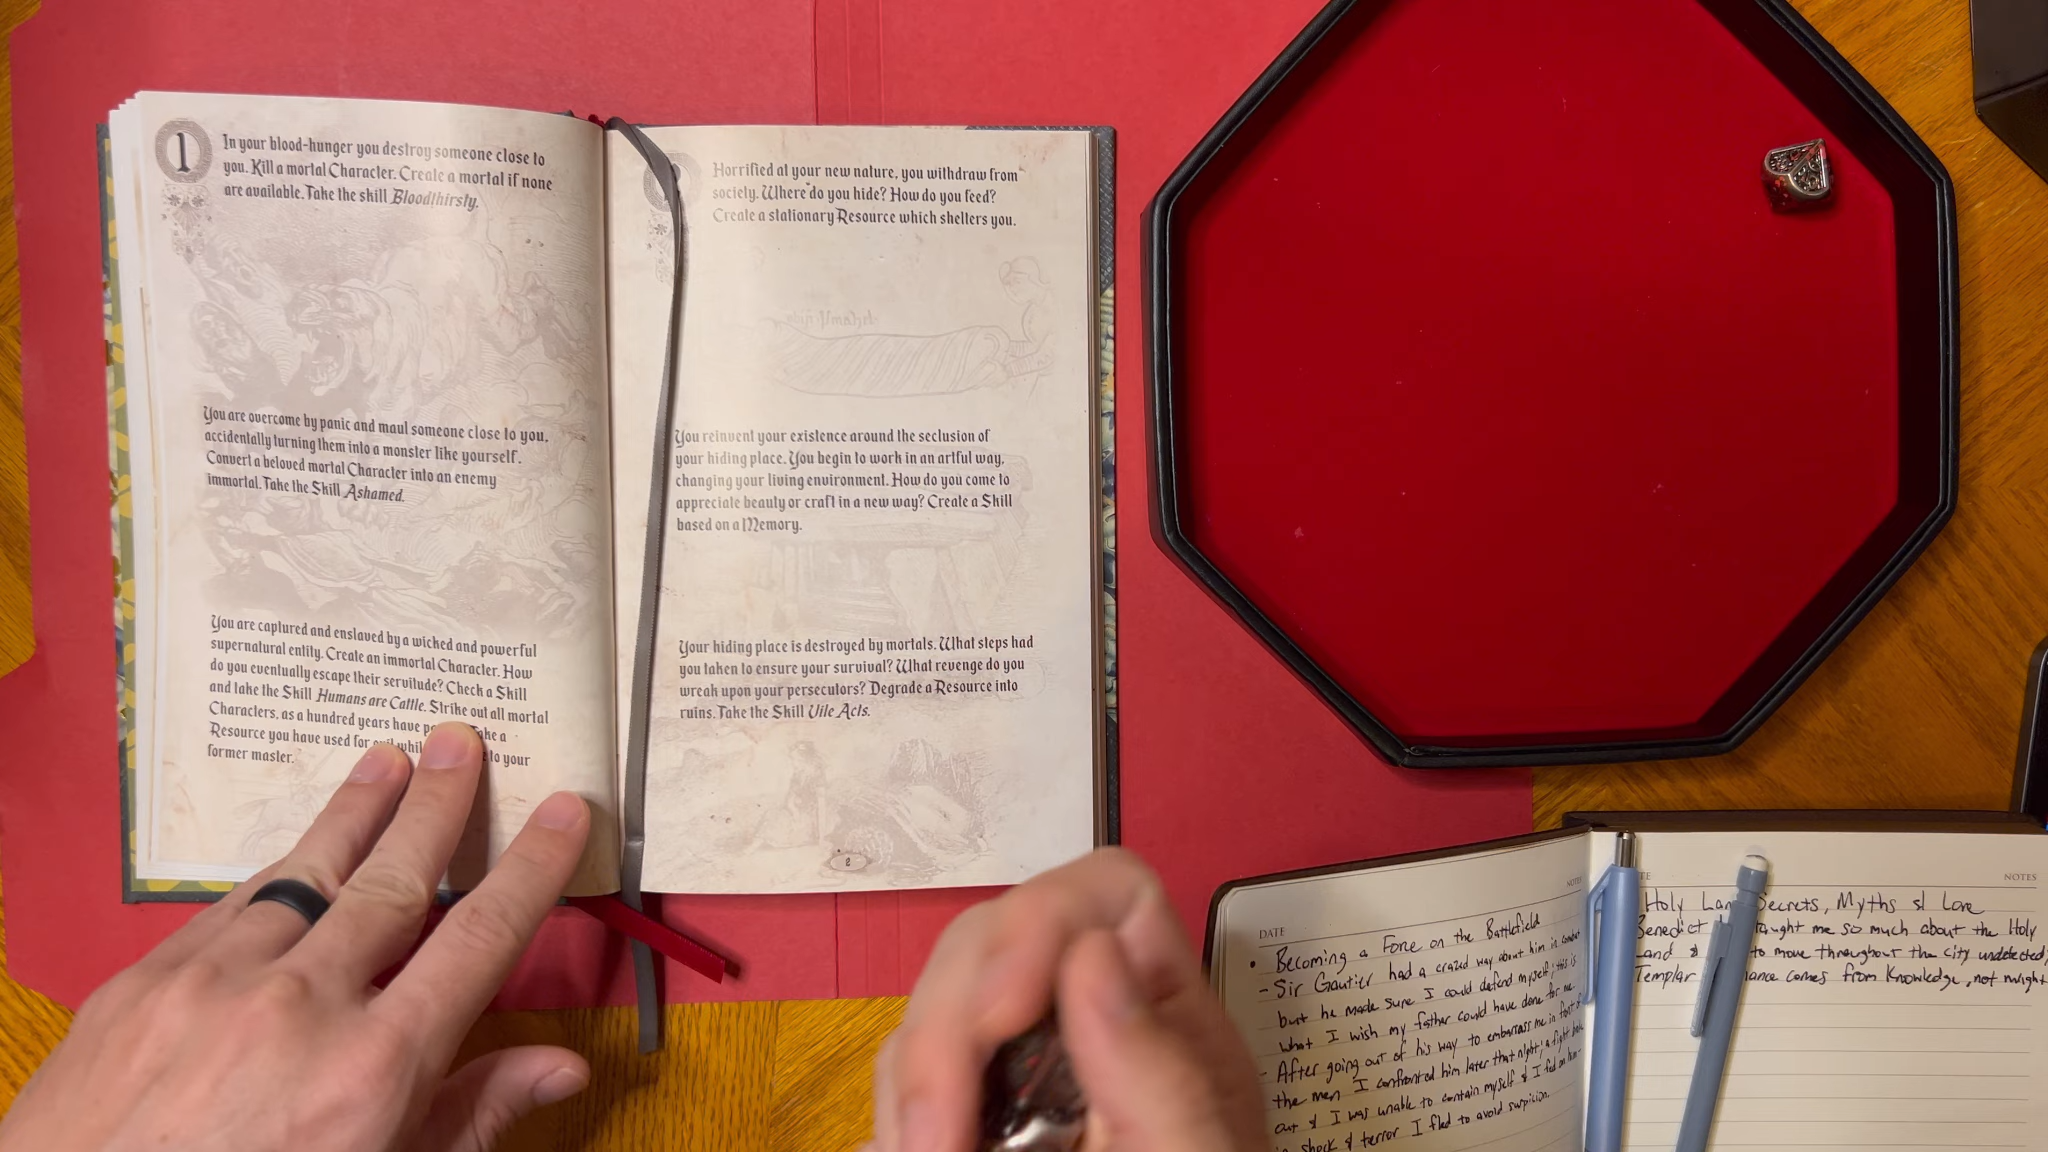 1
In your blood-hunger you destroy someone close to
you. Kill a mortal Character. Create a mortal if none
are available. Take the skill Bloodthirsty.
You are overcome by panic and maul someone close to you,
accidentally turning them into a monster like yourself.
Convert a beloved mortal Character into an enemy
immortal. Take the Skill Ashamed.
You are captured and enslaved by a wicked and powerful
supernatural entity. Create an immortal Character. How
do you eventually escape their servitude? Check a Skill
and take the Skill Humans are Cattle. Strike out all mortal
Characters, as a hundred years have
Resource you have used for to your
former master.
Horrified at your new nature, you withdraw from
society. Where do you hide? How do you feed?
Create a stationary Resource which shelters you.
You reinvent your existence around the seclusion of
your hiding place. You begin to work in an artful way,
changing your living environment. How do you come to
appreciate beauty or craft in a new way? Create a Skill
based on a Memory.
Your hiding place is destroyed by mortals. What steps had
you taken to ensure your survival? What revenge do you
wreak upon your persecutors? Degrade a Resource into
ruins. Take the Skill Vile Acts.
2
DATE
NOTES
• Becoming a Force on the Battlefield
- Sir Gautier had a crazed way about him in combat
but he made sure I could defend myself; this is
what I wish my father could have done for me
- After going out of his way to embarrass me in front of
the men I confronted him later that night; a fight broke
out & I was unable to contain myself & I fed on him-
in shock & terror I fled to avoid suspicion.
NOTES
Holy Secrets, Myths & Lore
Benedict taught me so much about the Holy
Land & to move throughout the city undetected;
Templar comes from Knowledge, not might